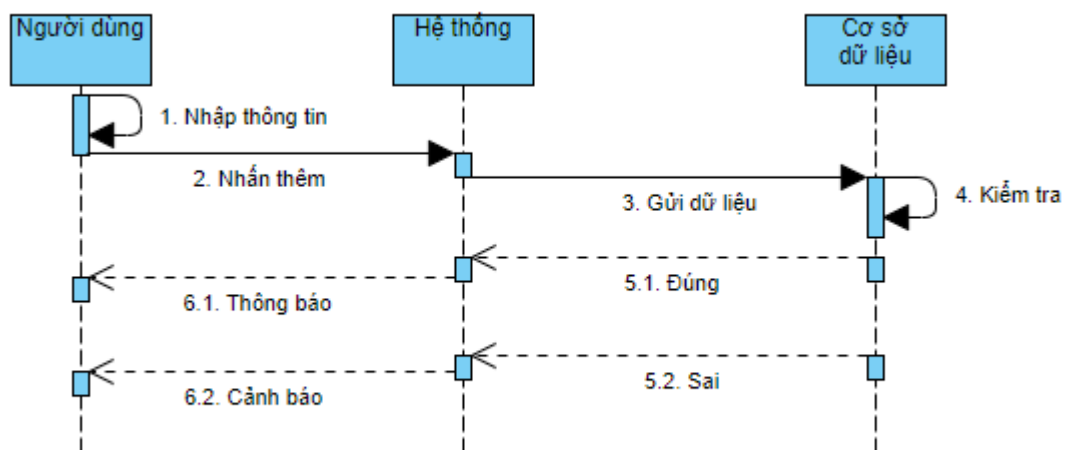 Người dùng
Hệ thống
Cơ sở
dữ liệu
1. Nhập thông tin
2. Nhấn thêm
3. Gửi dữ liệu
4. Kiểm tra
5.1. Đúng
6.1. Thông báo
5.2. Sai
6.2. Cảnh báo